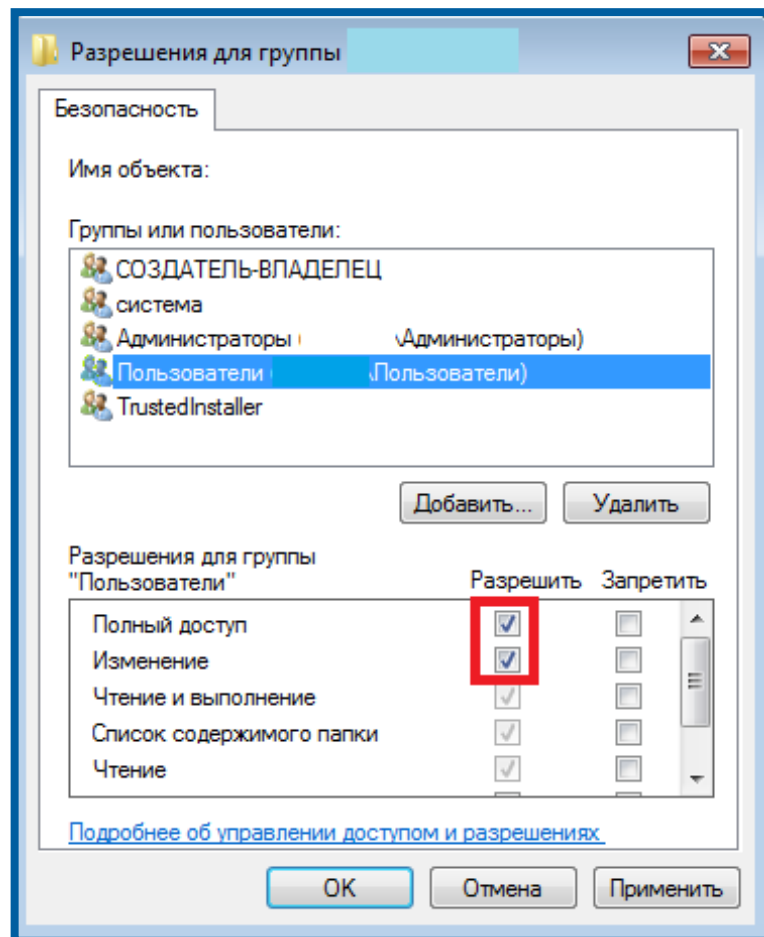 Разрешения для группы
Безопасность
Имя объекта:
Группы или пользователи:
СОЗДАТЕЛЬ-ВЛАДЕЛЕЦ
система
Администраторы ( \Администраторы)
Пользователи ( \Пользователи)
TrustedInstaller
Добавить... Удалить
Разрешения для группы
"Пользователи" Разрешить Запретить
Полный доступ
Изменение
Чтение и выполнение
Список содержимого папки
Чтение
Подробнее об управлении доступом и разрешениях
ОК Отмена Применить